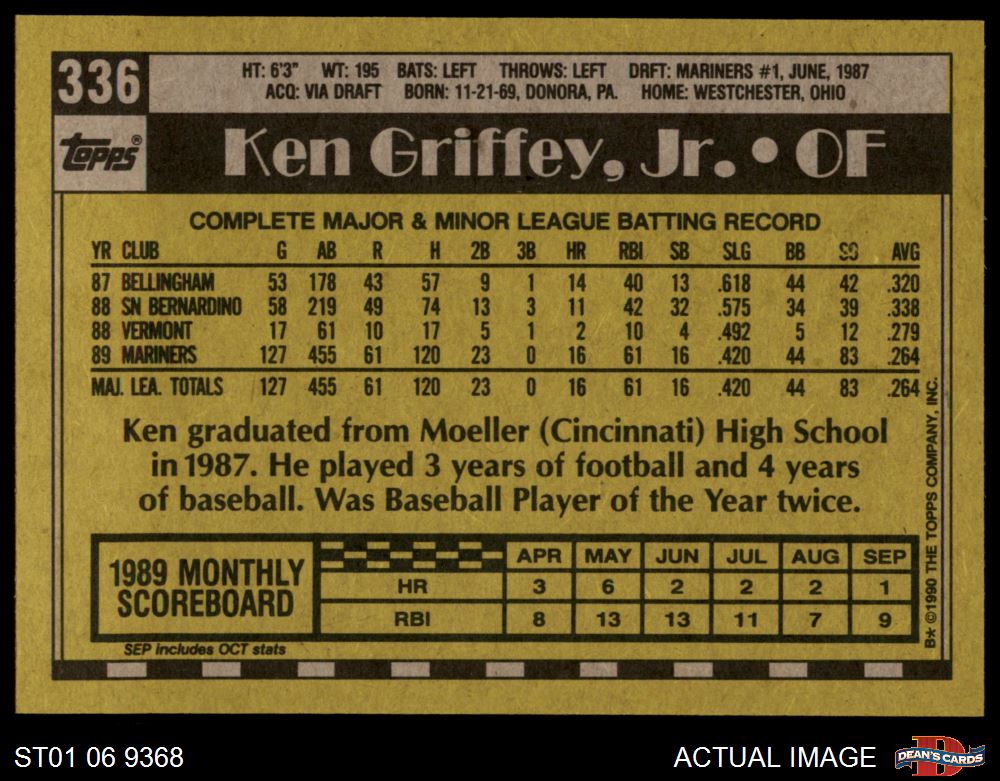 336
HT: 6'3" WT: 195 BATS: LEFT THROWS: LEFT DRFT: MARINERS #1, JUNE, 1987
ACQ: VIA DRAFT BORN: 11-21-69, DONORA, PA. HOME: WESTCHESTER, OHIO
Topps®
Ken Griffey, Jr. • OF
COMPLETE MAJOR & MINOR LEAGUE BATTING RECORD
YR CLUB G AB R H 2B 3B HR RBI SB SLG BB SO AVG
87 BELLINGHAM 53 178 43 57 9 1 14 40 13 .618 44 42 .320
88 SN BERNARDINO 58 219 49 74 13 3 11 42 32 .575 34 39 .338
88 VERMONT 17 61 10 17 5 1 2 10 4 .492 5 12 .279
89 MARINERS 127 455 61 120 23 0 16 61 16 .420 44 83 .264
MAJ. LEA. TOTALS 127 455 61 120 23 0 16 61 16 .420 44 83 .264
Ken graduated from Moeller (Cincinnati) High School
in 1987. He played 3 years of football and 4 years
of baseball. Was Baseball Player of the Year twice.
1989 MONTHLY
SCOREBOARD
APR MAY JUN JUL AUG SEP
HR 3 6 2 2 2 1
RBI 8 13 13 11 7 9
SEP includes OCT stats
B* ©1990 THE TOPPS COMPANY, INC.
ST01 06 9368
ACTUAL IMAGE
DEAN'S CARDS